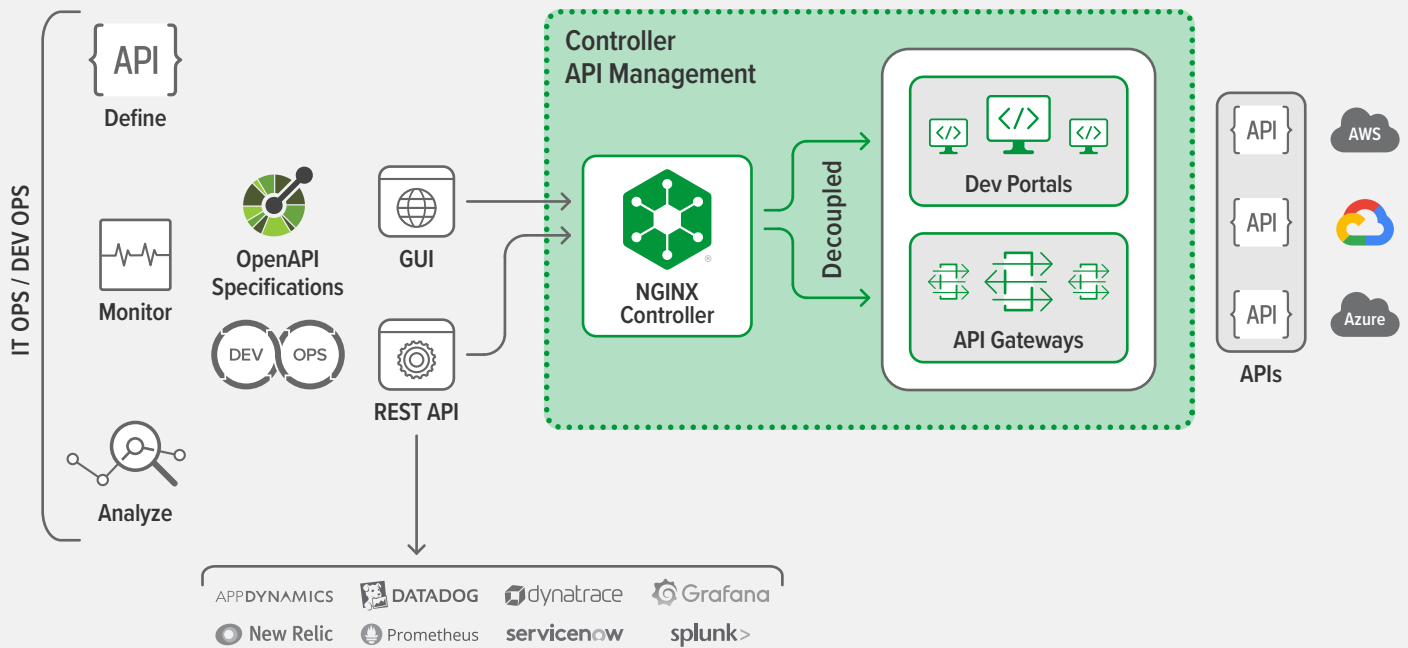 IT OPS / DEV OPS
{API}
Define
Monitor
Analyze
OpenAPI
Specifications
DEV OPS
GUI
REST API
Controller
API Management
NGINX
Controller
®
Decoupled
</>
</>
</>
Dev Portals
API Gateways
{API}
{API}
{API}
APIs
AWS
Azure
APPDYNAMICS DATADOG dynatrace Grafana
New Relic Prometheus servicenow splunk>